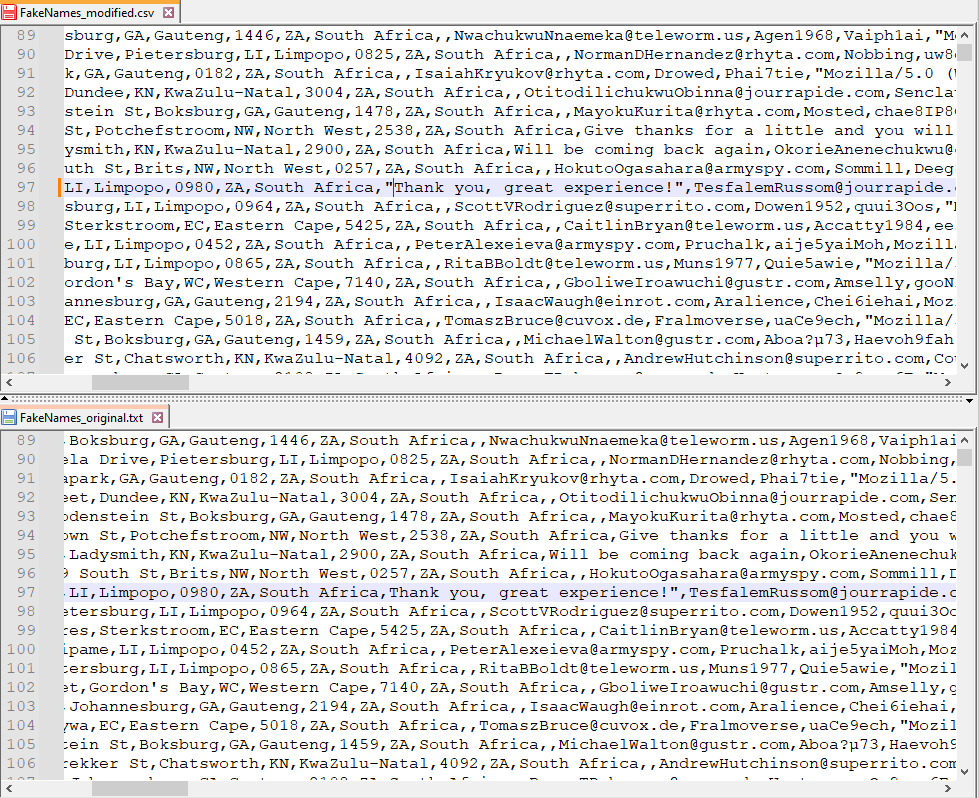 FakeNames_modified.csv
89 sburg,GA,Gauteng,1446,ZA,South Africa,,NwachukwuNnaemeka@teleworm.us,Agen1968,Vaiph1ai,"M
90 Drive,Pietersburg,LI,Limpopo,0825,ZA,South Africa,,NormanDHernandez@rhyta.com,Nobbing,uw8
91 k,GA,Gauteng,0182,ZA,South Africa,,IsaiahKryukov@rhyta.com,Drowed,Phai7tie,"Mozilla/5.0 (
92 Dundee,KN,KwaZulu-Natal,3004,ZA,South Africa,,OtitodilichukwuObinna@jourrapide.com,Sencla
93 stein St,Boksburg,GA,Gauteng,1478,ZA,South Africa,,MayokuKurita@rhyta.com,Mosted,chae8IP8
94 St,Potchefstroom,NW,North West,2538,ZA,South Africa,Give thanks for a little and you will
95 ysmith,KN,KwaZulu-Natal,2900,ZA,South Africa,Will be coming back again,OkorieAnenechukwu@
96 uth St,Brits,NW,North West,0257,ZA,South Africa,,HokutoOgasahara@armyspy.com,Sommill,Deeg
97 LI,Limpopo,0980,ZA,South Africa,"Thank you, great experience!",TesfalemRussom@jourrapide.
98 sburg,LI,Limpopo,0964,ZA,South Africa,,ScottVRodriguez@superrito.com,Dowen1952,quui3Oos,"
99 Sterkstroom,EC,Eastern Cape,5425,ZA,South Africa,,CaitlinBryan@teleworm.us,Accatty1984,ee
100 e,LI,Limpopo,0452,ZA,South Africa,,PeterAlexeieva@armyspy.com,Pruchalk,aije5yaiMoh,Mozill
101 burg,LI,Limpopo,0865,ZA,South Africa,,RitaBBoldt@teleworm.us,Muns1977,Quie5awie,"Mozilla/
102 ordon's Bay,WC,Western Cape,7140,ZA,South Africa,,GboliweIroawuchi@gustr.com,Amselly,gooN
103 annesburg,GA,Gauteng,2194,ZA,South Africa,,IsaacWaugh@einrot.com,Aralience,Chei6iehai,Moz
104 EC,Eastern Cape,5018,ZA,South Africa,,TomaszBruce@cuvox.de,Fralmoverse,uaCe9ech,"Mozilla/
105 St,Boksburg,GA,Gauteng,1459,ZA,South Africa,,MichaelWalton@gustr.com,Aboa?µ73,Haevoh9fah
106 er St,Chatsworth,KN,KwaZulu-Natal,4092,ZA,South Africa,,AndrewHutchinson@superrito.com,Co
FakeNames_original.txt
89 Boksburg,GA,Gauteng,1446,ZA,South Africa,,NwachukwuNnaemeka@teleworm.us,Agen1968,Vaiph1ai
90 ela Drive,Pietersburg,LI,Limpopo,0825,ZA,South Africa,,NormanDHernandez@rhyta.com,Nobbing,
91 apark,GA,Gauteng,0182,ZA,South Africa,,IsaiahKryukov@rhyta.com,Drowed,Phai7tie,"Mozilla/5.
92 eet,Dundee,KN,KwaZulu-Natal,3004,ZA,South Africa,,OtitodilichukwuObinna@jourrapide.com,Sen
93 odenstein St,Boksburg,GA,Gauteng,1478,ZA,South Africa,,MayokuKurita@rhyta.com,Mosted,chae8
94 own St,Potchefstroom,NW,North West,2538,ZA,South Africa,Give thanks for a little and you w
95 ,Ladysmith,KN,KwaZulu-Natal,2900,ZA,South Africa,Will be coming back again,OkorieAnenechuk
96 9 South St,Brits,NW,North West,0257,ZA,South Africa,,HokutoOgasahara@armyspy.com,Sommill,D
97 ,LI,Limpopo,0980,ZA,South Africa,Thank you, great experience!",TesfalemRussom@jourrapide.c
98 etersburg,LI,Limpopo,0964,ZA,South Africa,,ScottVRodriguez@superrito.com,Dowen1952,quui3Oo
99 res,Sterkstroom,EC,Eastern Cape,5425,ZA,South Africa,,CaitlinBryan@teleworm.us,Accatty1984
100 ipame,LI,Limpopo,0452,ZA,South Africa,,PeterAlexeieva@armyspy.com,Pruchalk,aije5yaiMoh,Moz
101 tersburg,LI,Limpopo,0865,ZA,South Africa,,RitaBBoldt@teleworm.us,Muns1977,Quie5awie,"Mozil
102 et,Gordon's Bay,WC,Western Cape,7140,ZA,South Africa,,GboliweIroawuchi@gustr.com,Amselly,g
103 ,Johannesburg,GA,Gauteng,2194,ZA,South Africa,,IsaacWaugh@einrot.com,Aralience,Chei6iehai,
104 ywa,EC,Eastern Cape,5018,ZA,South Africa,,TomaszBruce@cuvox.de,Fralmoverse,uaCe9ech,"Mozil
105 tein St,Boksburg,GA,Gauteng,1459,ZA,South Africa,,MichaelWalton@gustr.com,Aboa?µ73,Haevoh9
106 rekker St,Chatsworth,KN,KwaZulu-Natal,4092,ZA,South Africa,,AndrewHutchinson@superrito.com